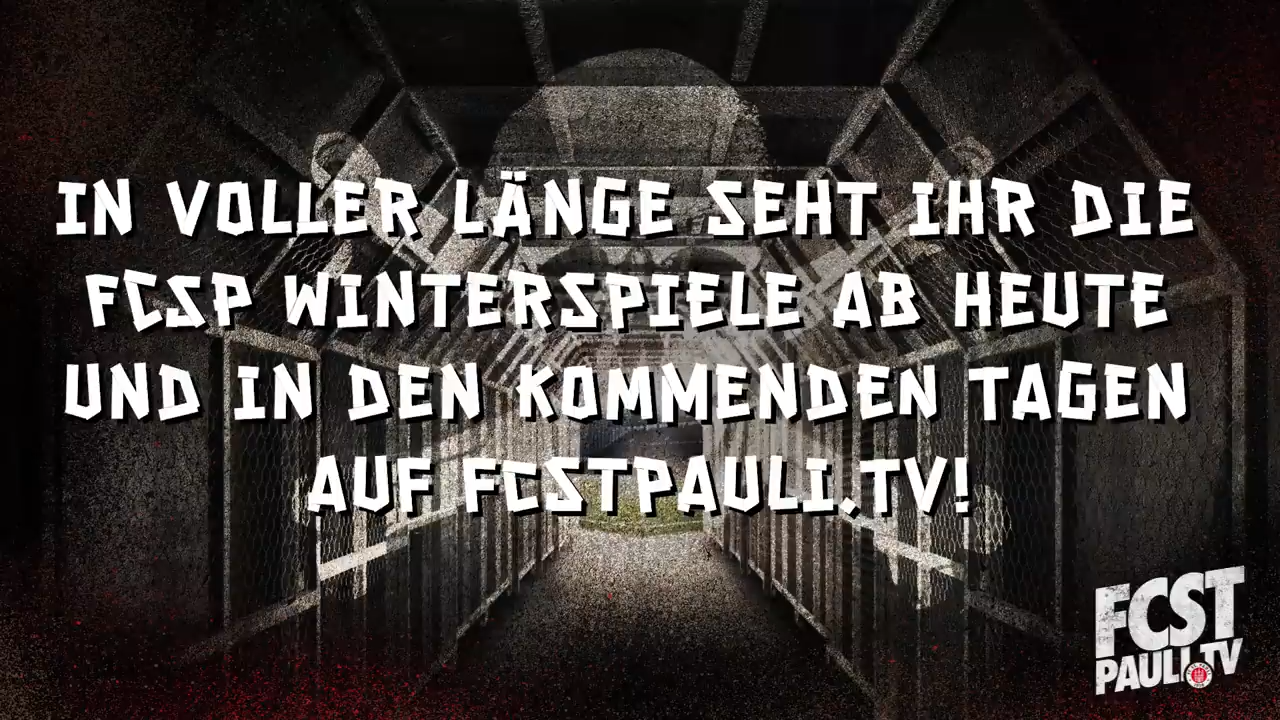 IN VOLLER LÄNGE SEHT IHR DIE
FCSP WINTERSPIELE AB HEUTE
UND IN DEN KOMMENDEN TAGEN
AUF FCSTPAULI.TV!
FCST
PAULI.TV